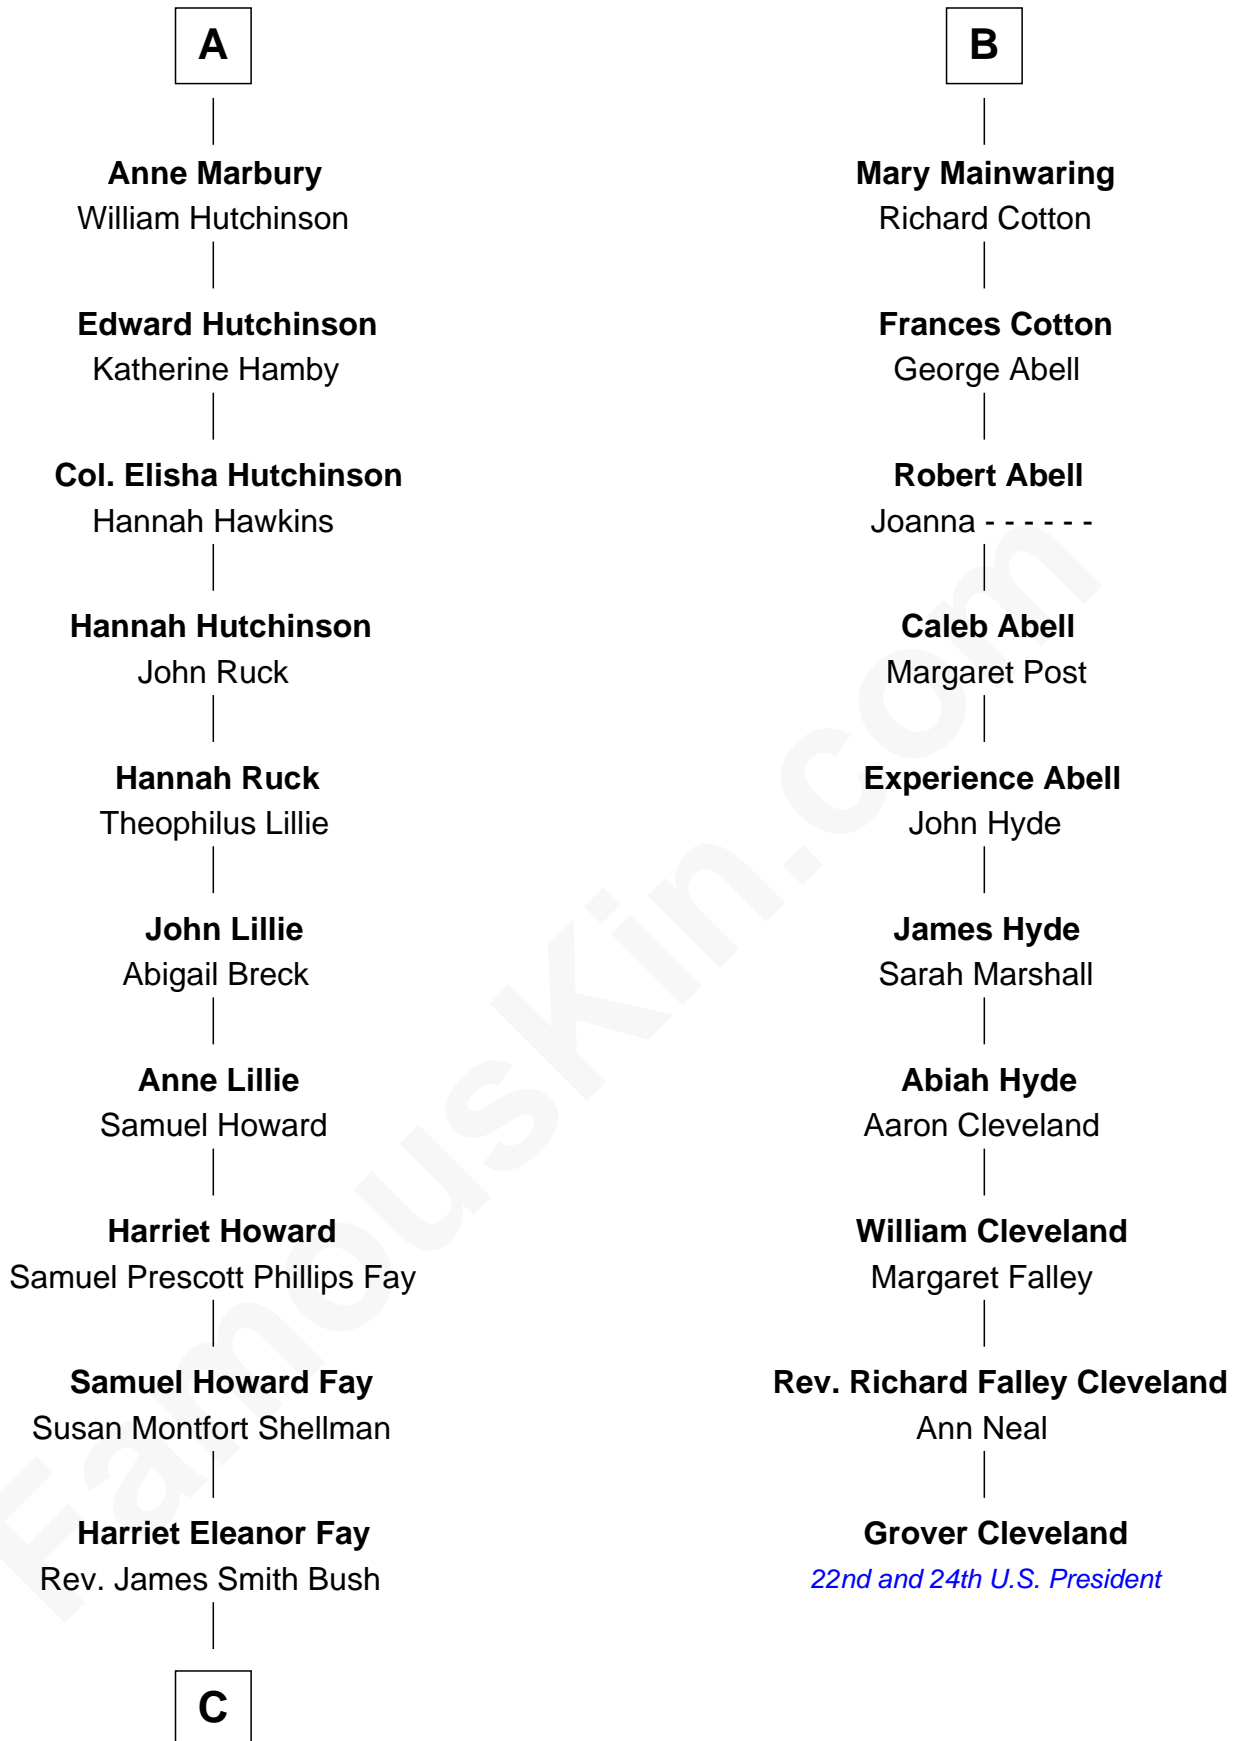 A
Anne Marbury
William Hutchinson
Edward Hutchinson
Katherine Hamby
Col. Elisha Hutchinson
Hannah Hawkins
Hannah Hutchinson
John Ruck
Hannah Ruck
Theophilus Lillie
John Lillie
Abigail Breck
Anne Lillie
Samuel Howard
Harriet Howard
Samuel Prescott Phillips Fay
Samuel Howard Fay
Susan Montfort Shellman
Harriet Eleanor Fay
Rev. James Smith Bush
C
B
Mary Mainwaring
Richard Cotton
Frances Cotton
George Abell
Robert Abell
Joanna - - - - - -
Caleb Abell
Margaret Post
Experience Abell
John Hyde
James Hyde
Sarah Marshall
Abiah Hyde
Aaron Cleveland
William Cleveland
Margaret Falley
Rev. Richard Falley Cleveland
Ann Neal
Grover Cleveland
22nd and 24th U.S. President
FamousKin.com